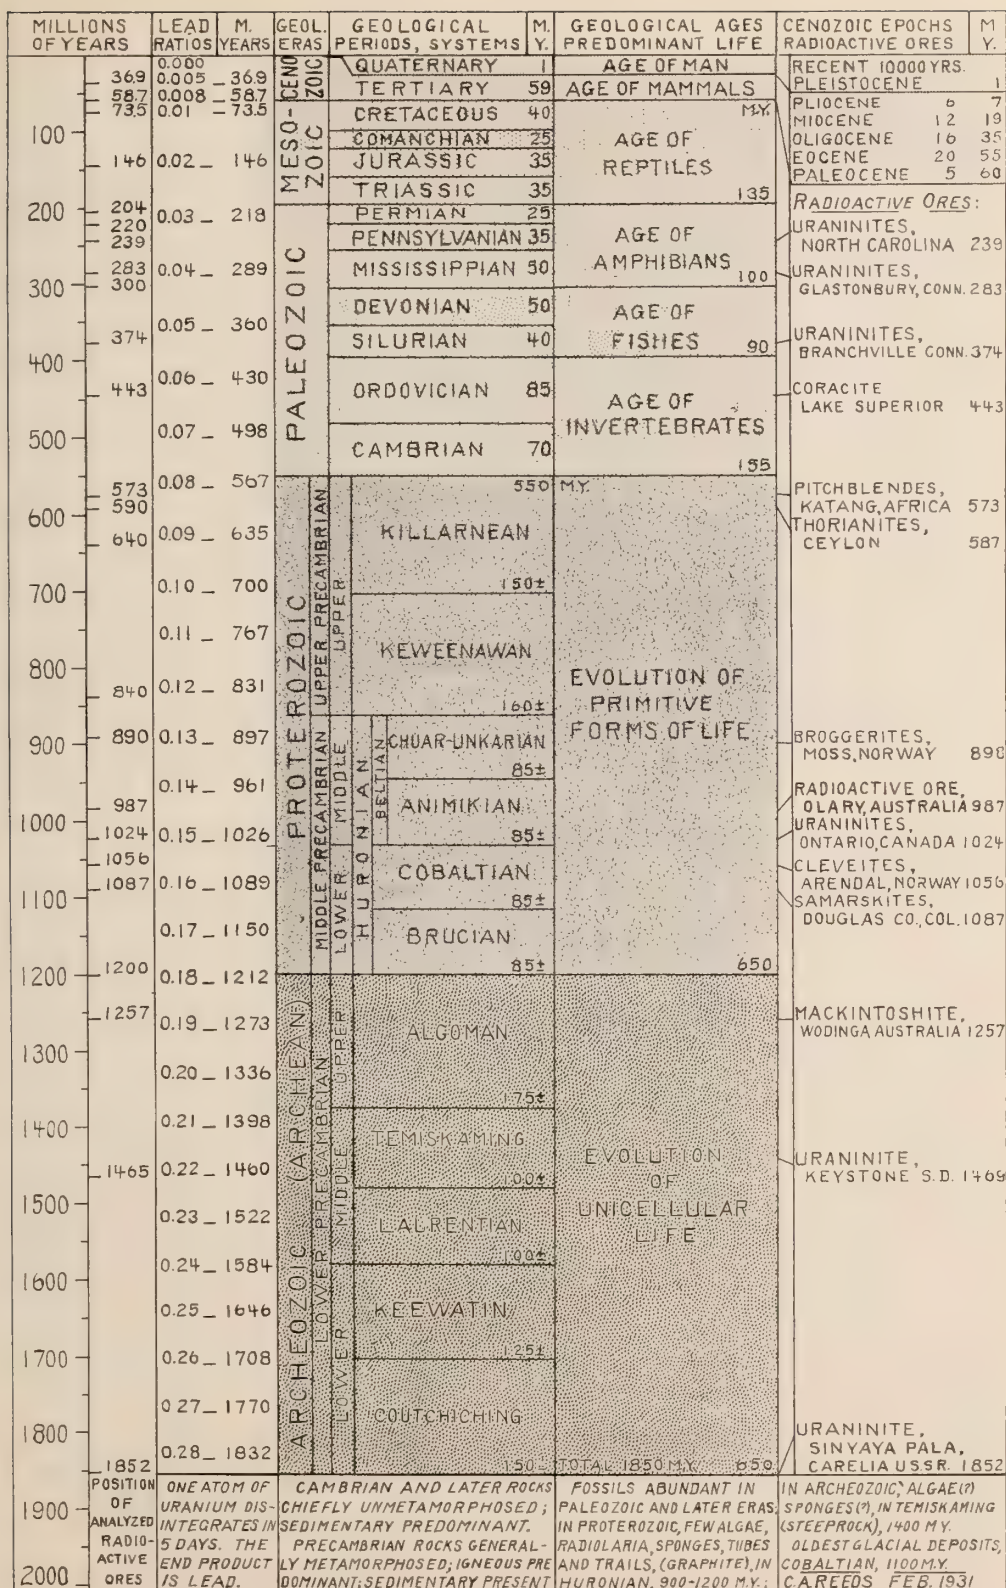 MILLIONS
OF YEARS
LEAD
RATIOS
M.
YEARS
GEOL.
ERAS
GEOLOGICAL
PERIODS, SYSTEMS
M.
Y.
GEOLOGICAL AGES
PREDOMINANT LIFE
CENOZOIC EPOCHS
RADIOACTIVE ORES
M
Y.
100
200
300
400
500
600
700
800
900
1000
1100
1200
1300
1400
1500
1600
1700
1800
1900
2000
36.9
58.7
73.5
146
204
220
239
283
300
374
443
573
590
640
840
890
987
1024
1056
1087
1200
1257
1465
1852
POSITION
OF
ANALYZED
RADIO-
ACTIVE
ORES
0.000
0.005 _ 36.9
0.008 - 58.7
0.01 - 73.5
0.02 _ 146
0.03 _ 218
0.04 _ 289
0.05 _ 360
0.06 _ 430
0.07 _ 498
0.08 _ 567
0.09 _ 635
0.10 _ 700
0.11 _ 767
0.12 _ 831
0.13 _ 897
0.14 _ 961
0.15 _ 1026
0.16 _ 1089
0.17 _ 1150
0.18 _ 1212
0.19 _ 1273
0.20 _ 1336
0.21 _ 1398
0.22 _ 1460
0.23 _ 1522
0.24 _ 1584
0.25 _ 1646
0.26 _ 1708
0.27 _ 1770
0.28 _ 1832
ONE ATOM OF
URANIUM DIS-
INTEGRATES IN
5 DAYS. THE
END PRODUCT
IS LEAD.
CENO
ZOIC
MESO-
ZOIC
PALEOZOIC
PROTEROZOIC
ARCHEOZOIC (ARCHEAN)
UPPER PRECAMBRIAN
MIDDLE PRECAMBRIAN
LOWER PRECAMBRIAN
UPPER
MIDDLE
LOWER
HURONIAN
BELTIAN
UPPER
MIDDLE
LOWER
QUATERNARY 1
TERTIARY 59
CRETACEOUS 40
COMANCHIAN 25
JURASSIC 35
TRIASSIC 35
PERMIAN 25
PENNSYLVANIAN 35
MISSISSIPPIAN 50
DEVONIAN 50
SILURIAN 40
ORDOVICIAN 85
CAMBRIAN 70
550 M.Y.
KILLARNEAN
150±
KEWEENAWAN
160±
CHUAR-UNKARIAN
85±
ANIMIKIAN
85±
COBALTIAN
85±
BRUCIAN
85±
ALGOMAN
175±
TEMISKAMING
100±
LAURENTIAN
100±
KEEWATIN
125±
COUTCHICHING
150
CAMBRIAN AND LATER ROCKS
CHIEFLY UNMETAMORPHOSED;
SEDIMENTARY PREDOMINANT.
PRECAMBRIAN ROCKS GENERAL-
LY METAMORPHOSED; IGNEOUS PRE
DOMINANT; SEDIMENTARY PRESENT
AGE OF MAN
AGE OF MAMMALS
M.Y.
AGE OF
REPTILES
135
AGE OF
AMPHIBIANS
100
AGE OF
FISHES
90
AGE OF
INVERTEBRATES
155
EVOLUTION OF
PRIMITIVE
FORMS OF LIFE
650
EVOLUTION
OF
UNICELLULAR
LIFE
TOTAL 1850 M.Y. 650
FOSSILS ABUNDANT IN
PALEOZOIC AND LATER ERAS;
IN PROTEROZOIC, FEW ALGAE,
RADIOLARIA, SPONGES, TUBES
AND TRAILS, (GRAPHITE), IN
HURONIAN, 900-1200 M.Y.;
RECENT 10000 YRS.
PLEISTOCENE 1
PLIOCENE 6 7
MIOCENE 12 19
OLIGOCENE 16 35
EOCENE 20 55
PALEOCENE 5 60
RADIOACTIVE ORES:
URANINITES,
NORTH CAROLINA 239
URANINITES,
GLASTONBURY, CONN. 283
URANINITES,
BRANCHVILLE CONN. 374
CORACITE
LAKE SUPERIOR 443
PITCHBLENDES,
KATANG, AFRICA 573
THORIANITES,
CEYLON 587
BROGGERITES,
MOSS, NORWAY 890
RADIOACTIVE ORE,
OLARY, AUSTRALIA 987
URANINITES,
ONTARIO, CANADA 1024
CLEVEITES,
ARENDAL, NORWAY 1056
SAMARSKITES,
DOUGLAS CO., COL. 1087
MACKINTOSHITE,
WODINGA AUSTRALIA 1257
URANINITE,
KEYSTONE S.D. 1465
URANINITE,
SINYAYA PALA,
CARELIA U.S.S.R. 1852
IN ARCHEOZOIC, ALGAE(?)
SPONGES(?), IN TEMISKAMING
(STEEPROCK), 1400 M.Y.
OLDEST GLACIAL DEPOSITS,
COBALTIAN, 1100 M.Y.
C.A. REEDS FEB. 1931